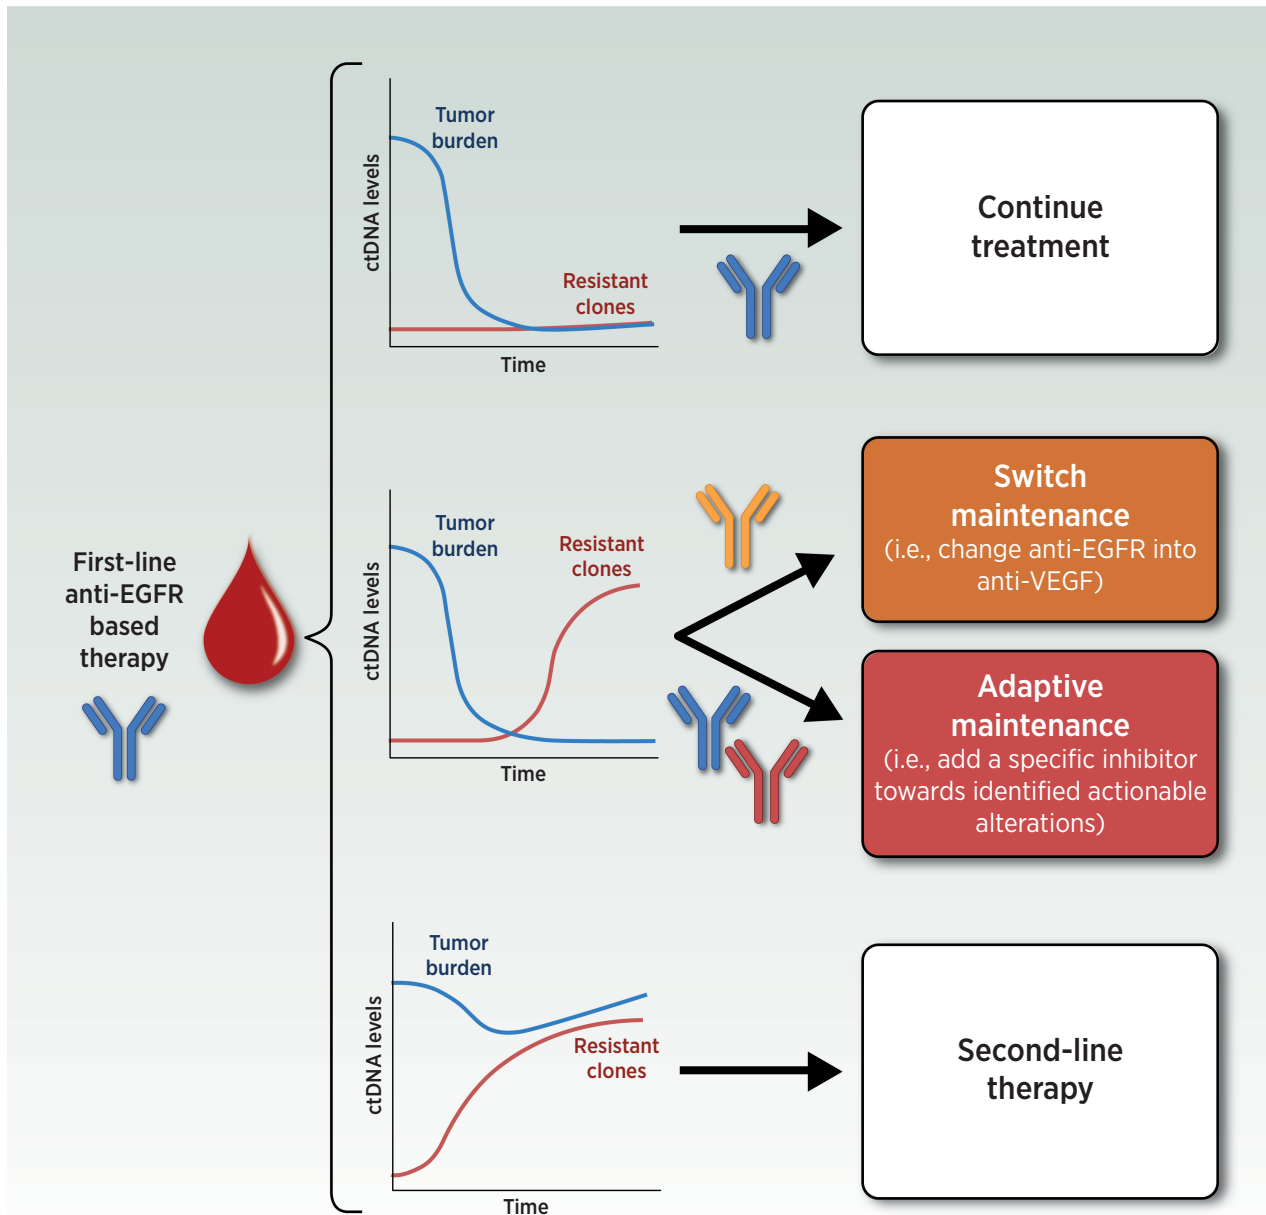 First-line
anti-EGFR
based
therapy
ctDNA levels
Tumor
burden
Resistant
clones
Time
Continue
treatment
ctDNA levels
Tumor
burden
Resistant
clones
Time
Switch
maintenance
(i.e., change anti-EGFR into
anti-VEGF)
Adaptive
maintenance
(i.e., add a specific inhibitor
towards identified actionable
alterations)
ctDNA levels
Tumor
burden
Resistant
clones
Time
Second-line
therapy